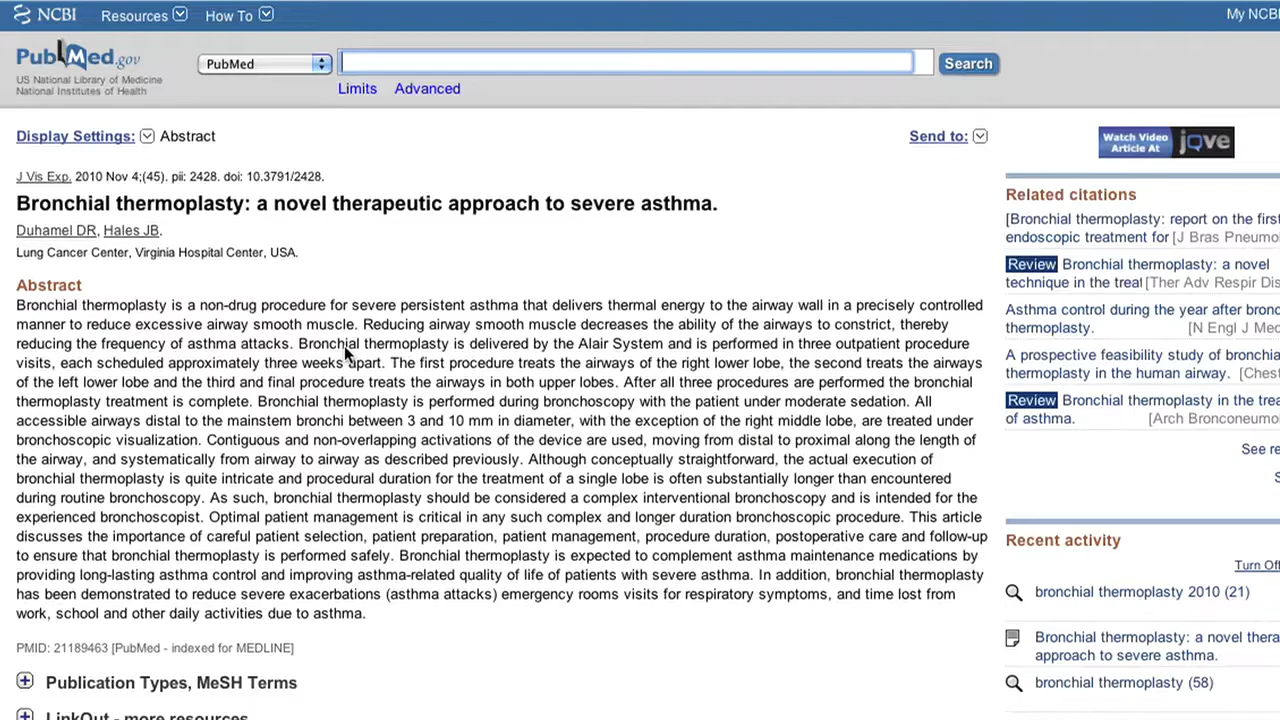 NCBI Resources How To My NCBI
PubMed.gov
US National Library of Medicine
National Institutes of Health
PubMed
Search
Limits Advanced
Display Settings: Abstract
Send to:
J Vis Exp. 2010 Nov 4;(45). pii: 2428. doi: 10.3791/2428.
Bronchial thermoplasty: a novel therapeutic approach to severe asthma.
Duhamel DR, Hales JB.
Lung Cancer Center, Virginia Hospital Center, USA.
Abstract
Bronchial thermoplasty is a non-drug procedure for severe persistent asthma that delivers thermal energy to the airway wall in a precisely controlled
manner to reduce excessive airway smooth muscle. Reducing airway smooth muscle decreases the ability of the airways to constrict, thereby
reducing the frequency of asthma attacks. Bronchial thermoplasty is delivered by the Alair System and is performed in three outpatient procedure
visits, each scheduled approximately three weeks apart. The first procedure treats the airways of the right lower lobe, the second treats the airways
of the left lower lobe and the third and final procedure treats the airways in both upper lobes. After all three procedures are performed the bronchial
thermoplasty treatment is complete. Bronchial thermoplasty is performed during bronchoscopy with the patient under moderate sedation. All
accessible airways distal to the mainstem bronchi between 3 and 10 mm in diameter, with the exception of the right middle lobe, are treated under
bronchoscopic visualization. Contiguous and non-overlapping activations of the device are used, moving from distal to proximal along the length of
the airway, and systematically from airway to airway as described previously. Although conceptually straightforward, the actual execution of
bronchial thermoplasty is quite intricate and procedural duration for the treatment of a single lobe is often substantially longer than encountered
during routine bronchoscopy. As such, bronchial thermoplasty should be considered a complex interventional bronchoscopy and is intended for the
experienced bronchoscopist. Optimal patient management is critical in any such complex and longer duration bronchoscopic procedure. This article
discusses the importance of careful patient selection, patient preparation, patient management, procedure duration, postoperative care and follow-up
to ensure that bronchial thermoplasty is performed safely. Bronchial thermoplasty is expected to complement asthma maintenance medications by
providing long-lasting asthma control and improving asthma-related quality of life of patients with severe asthma. In addition, bronchial thermoplasty
has been demonstrated to reduce severe exacerbations (asthma attacks) emergency rooms visits for respiratory symptoms, and time lost from
work, school and other daily activities due to asthma.
PMID: 21189463 [PubMed - indexed for MEDLINE]
Publication Types, MeSH Terms
LinkOut - more resources
Watch Video
Article At jove
Related citations
[Bronchial thermoplasty: report on the first
endoscopic treatment for [J Bras Pneumo
Review Bronchial thermoplasty: a novel
technique in the treat [Ther Adv Respir Dis
Asthma control during the year after bron
thermoplasty. [N Engl J Med
A prospective feasibility study of bronchia
thermoplasty in the human airway. [Chest
Review Bronchial thermoplasty in the trea
of asthma. [Arch Bronconeumo
See re
S
Recent activity
Turn Off
bronchial thermoplasty 2010 (21)
Bronchial thermoplasty: a novel thera
approach to severe asthma.
bronchial thermoplasty (58)